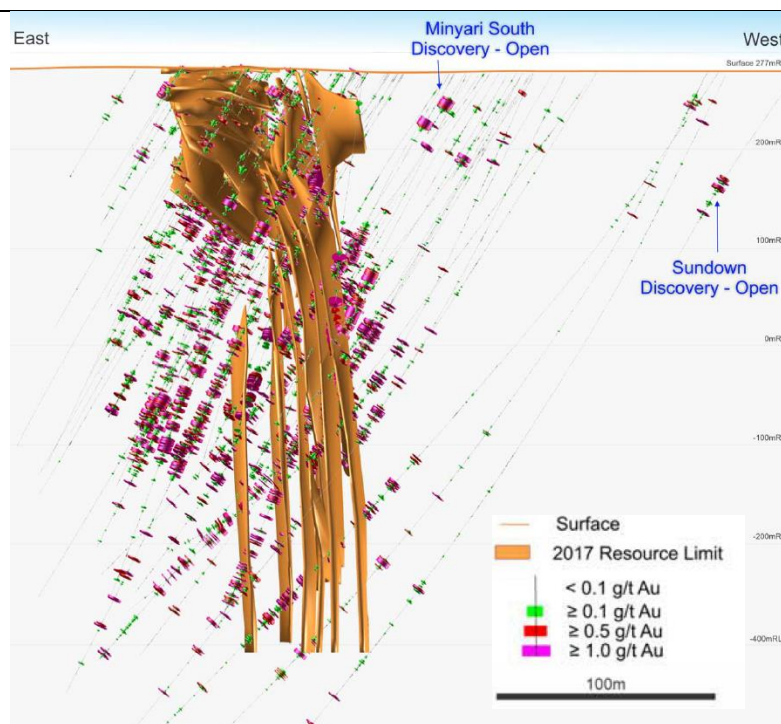 East
Minyari South
Discovery - Open
West
Surface 277mRL
200mRL
100mRL
Sundown
Discovery - Open
0mRL
-100mRL
-200mRL
Surface
2017 Resource Limit
< 0.1 g/t Au
≥ 0.1 g/t Au
≥ 0.5 g/t Au
≥ 1.0 g/t Au
-400mRL
100m